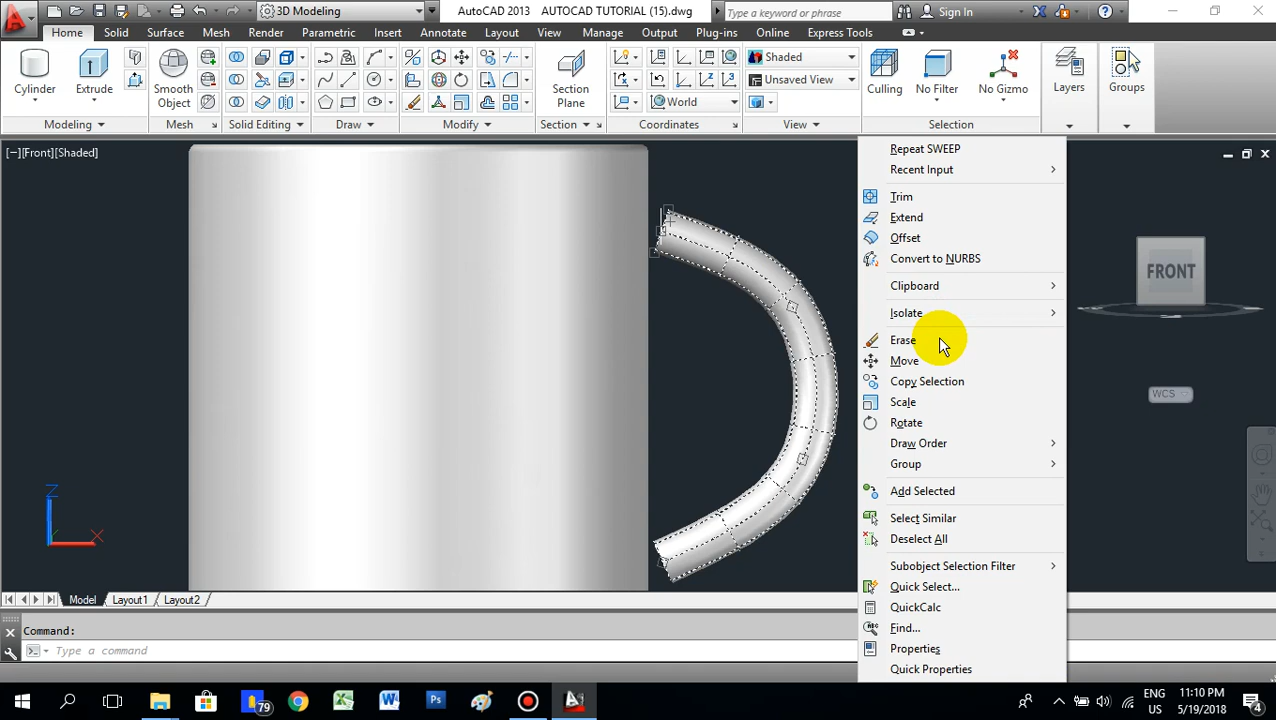 3D Modeling
AutoCAD 2013 AUTOCAD TUTORIAL (15).dwg
Type a keyword or phrase
Sign In
Home Solid Surface Mesh Render Parametric Insert Annotate Layout View Manage Output Plug-ins Online Express Tools
Cylinder
Extrude
Smooth Object
Section Plane
World
Shaded
Unsaved View
Culling
No Filter
No Gizmo
Layers
Groups
Modeling
Mesh
Solid Editing
Draw
Modify
Section
Coordinates
View
Selection
[−][Front][Shaded]
Repeat SWEEP
Recent Input
Trim
Extend
Offset
Convert to NURBS
Clipboard
Isolate
Erase
Move
Copy Selection
Scale
Rotate
Draw Order
Group
Add Selected
Select Similar
Deselect All
Subobject Selection Filter
Quick Select...
QuickCalc
Find...
Properties
Quick Properties
FRONT
WCS
Z
X
Model Layout1 Layout2
Command:
Type a command
79
ENG
US
11:10 PM
5/19/2018
4